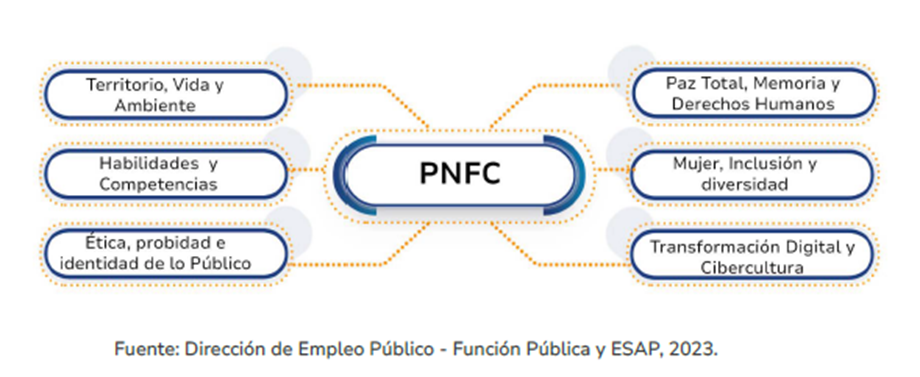 Territorio, Vida y
Ambiente
Habilidades y
Competencias
Ética, probidad e
identidad de lo Público
PNFC
Paz Total, Memoria y
Derechos Humanos
Mujer, Inclusión y
diversidad
Transformación Digital y
Cibercultura
Fuente: Dirección de Empleo Público - Función Pública y ESAP, 2023.